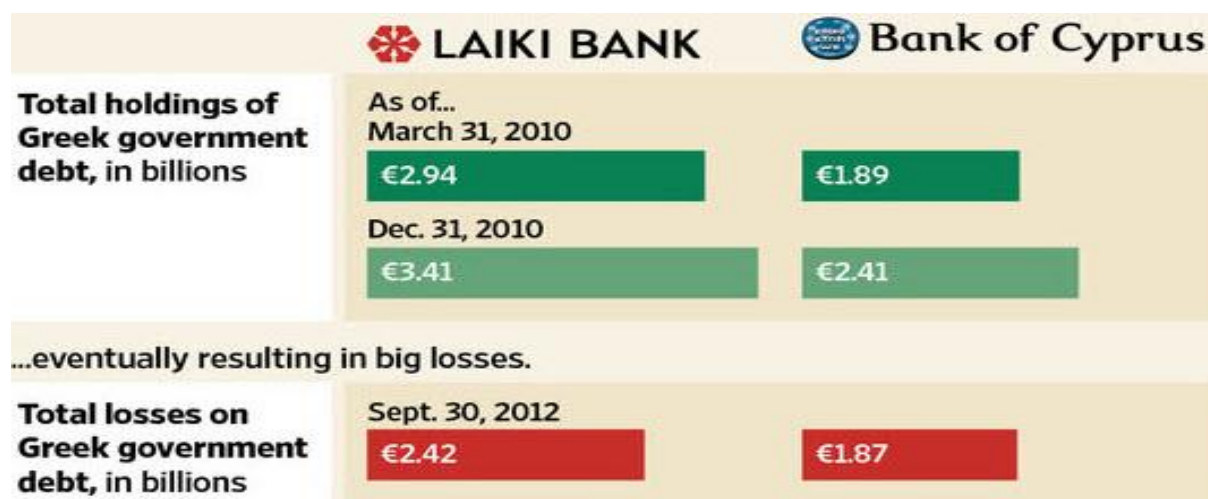 LAIKI BANK
Bank of Cyprus
Total holdings of
Greek government
debt, in billions
As of...
March 31, 2010
€2.94
€1.89
Dec. 31, 2010
€3.41
€2.41
...eventually resulting in big losses.
Total losses on
Greek government
debt, in billions
Sept. 30, 2012
€2.42
€1.87